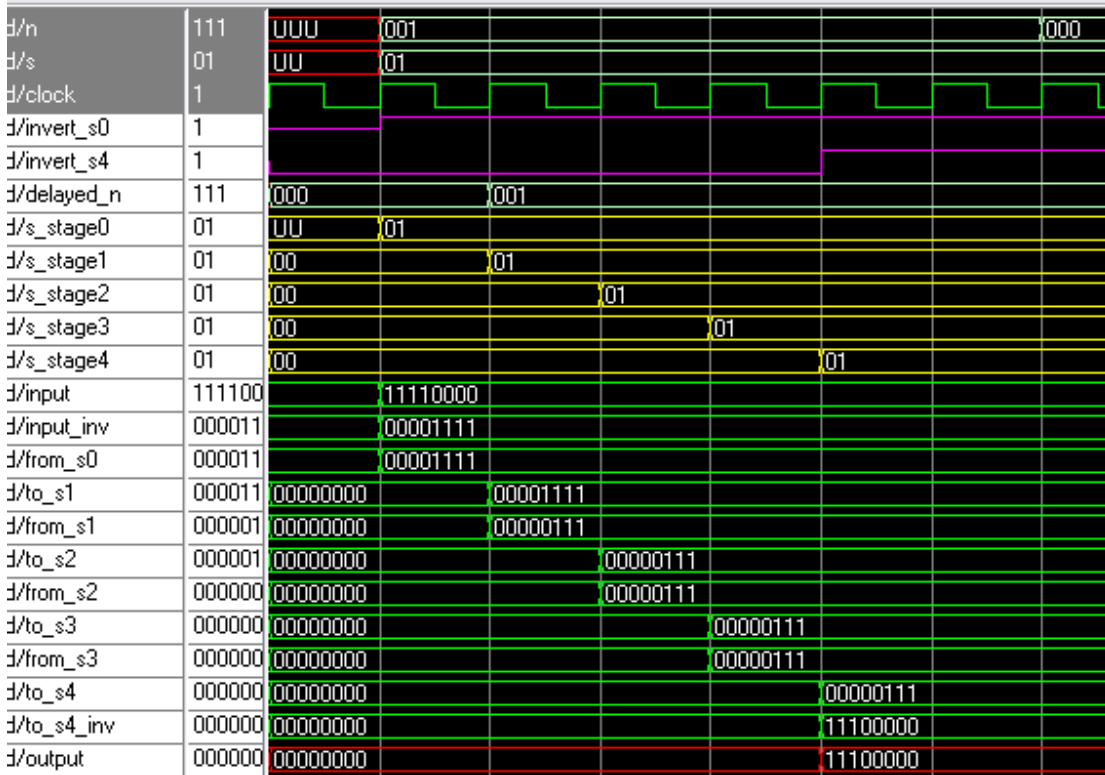 d/n 111 UUU 001 000
d/s 01 UU 01
d/clock 1
d/invert_s0 1
d/invert_s4 1
d/delayed_n 111 000 001
d/s_stage0 01 UU 01
d/s_stage1 01 00 01
d/s_stage2 01 00 01
d/s_stage3 01 00 01
d/s_stage4 01 00 01
d/input 111100 11110000
d/input_inv 000011 00001111
d/from_s0 000011 00001111
d/to_s1 000011 00000000 00001111
d/from_s1 000001 00000000 00000111
d/to_s2 000001 00000000 00000111
d/from_s2 000000 00000000 00000111
d/to_s3 000000 00000000 00000111
d/from_s3 000000 00000000 00000111
d/to_s4 000000 00000000 00000111
d/to_s4_inv 000000 00000000 11100000
d/output 000000 00000000 11100000